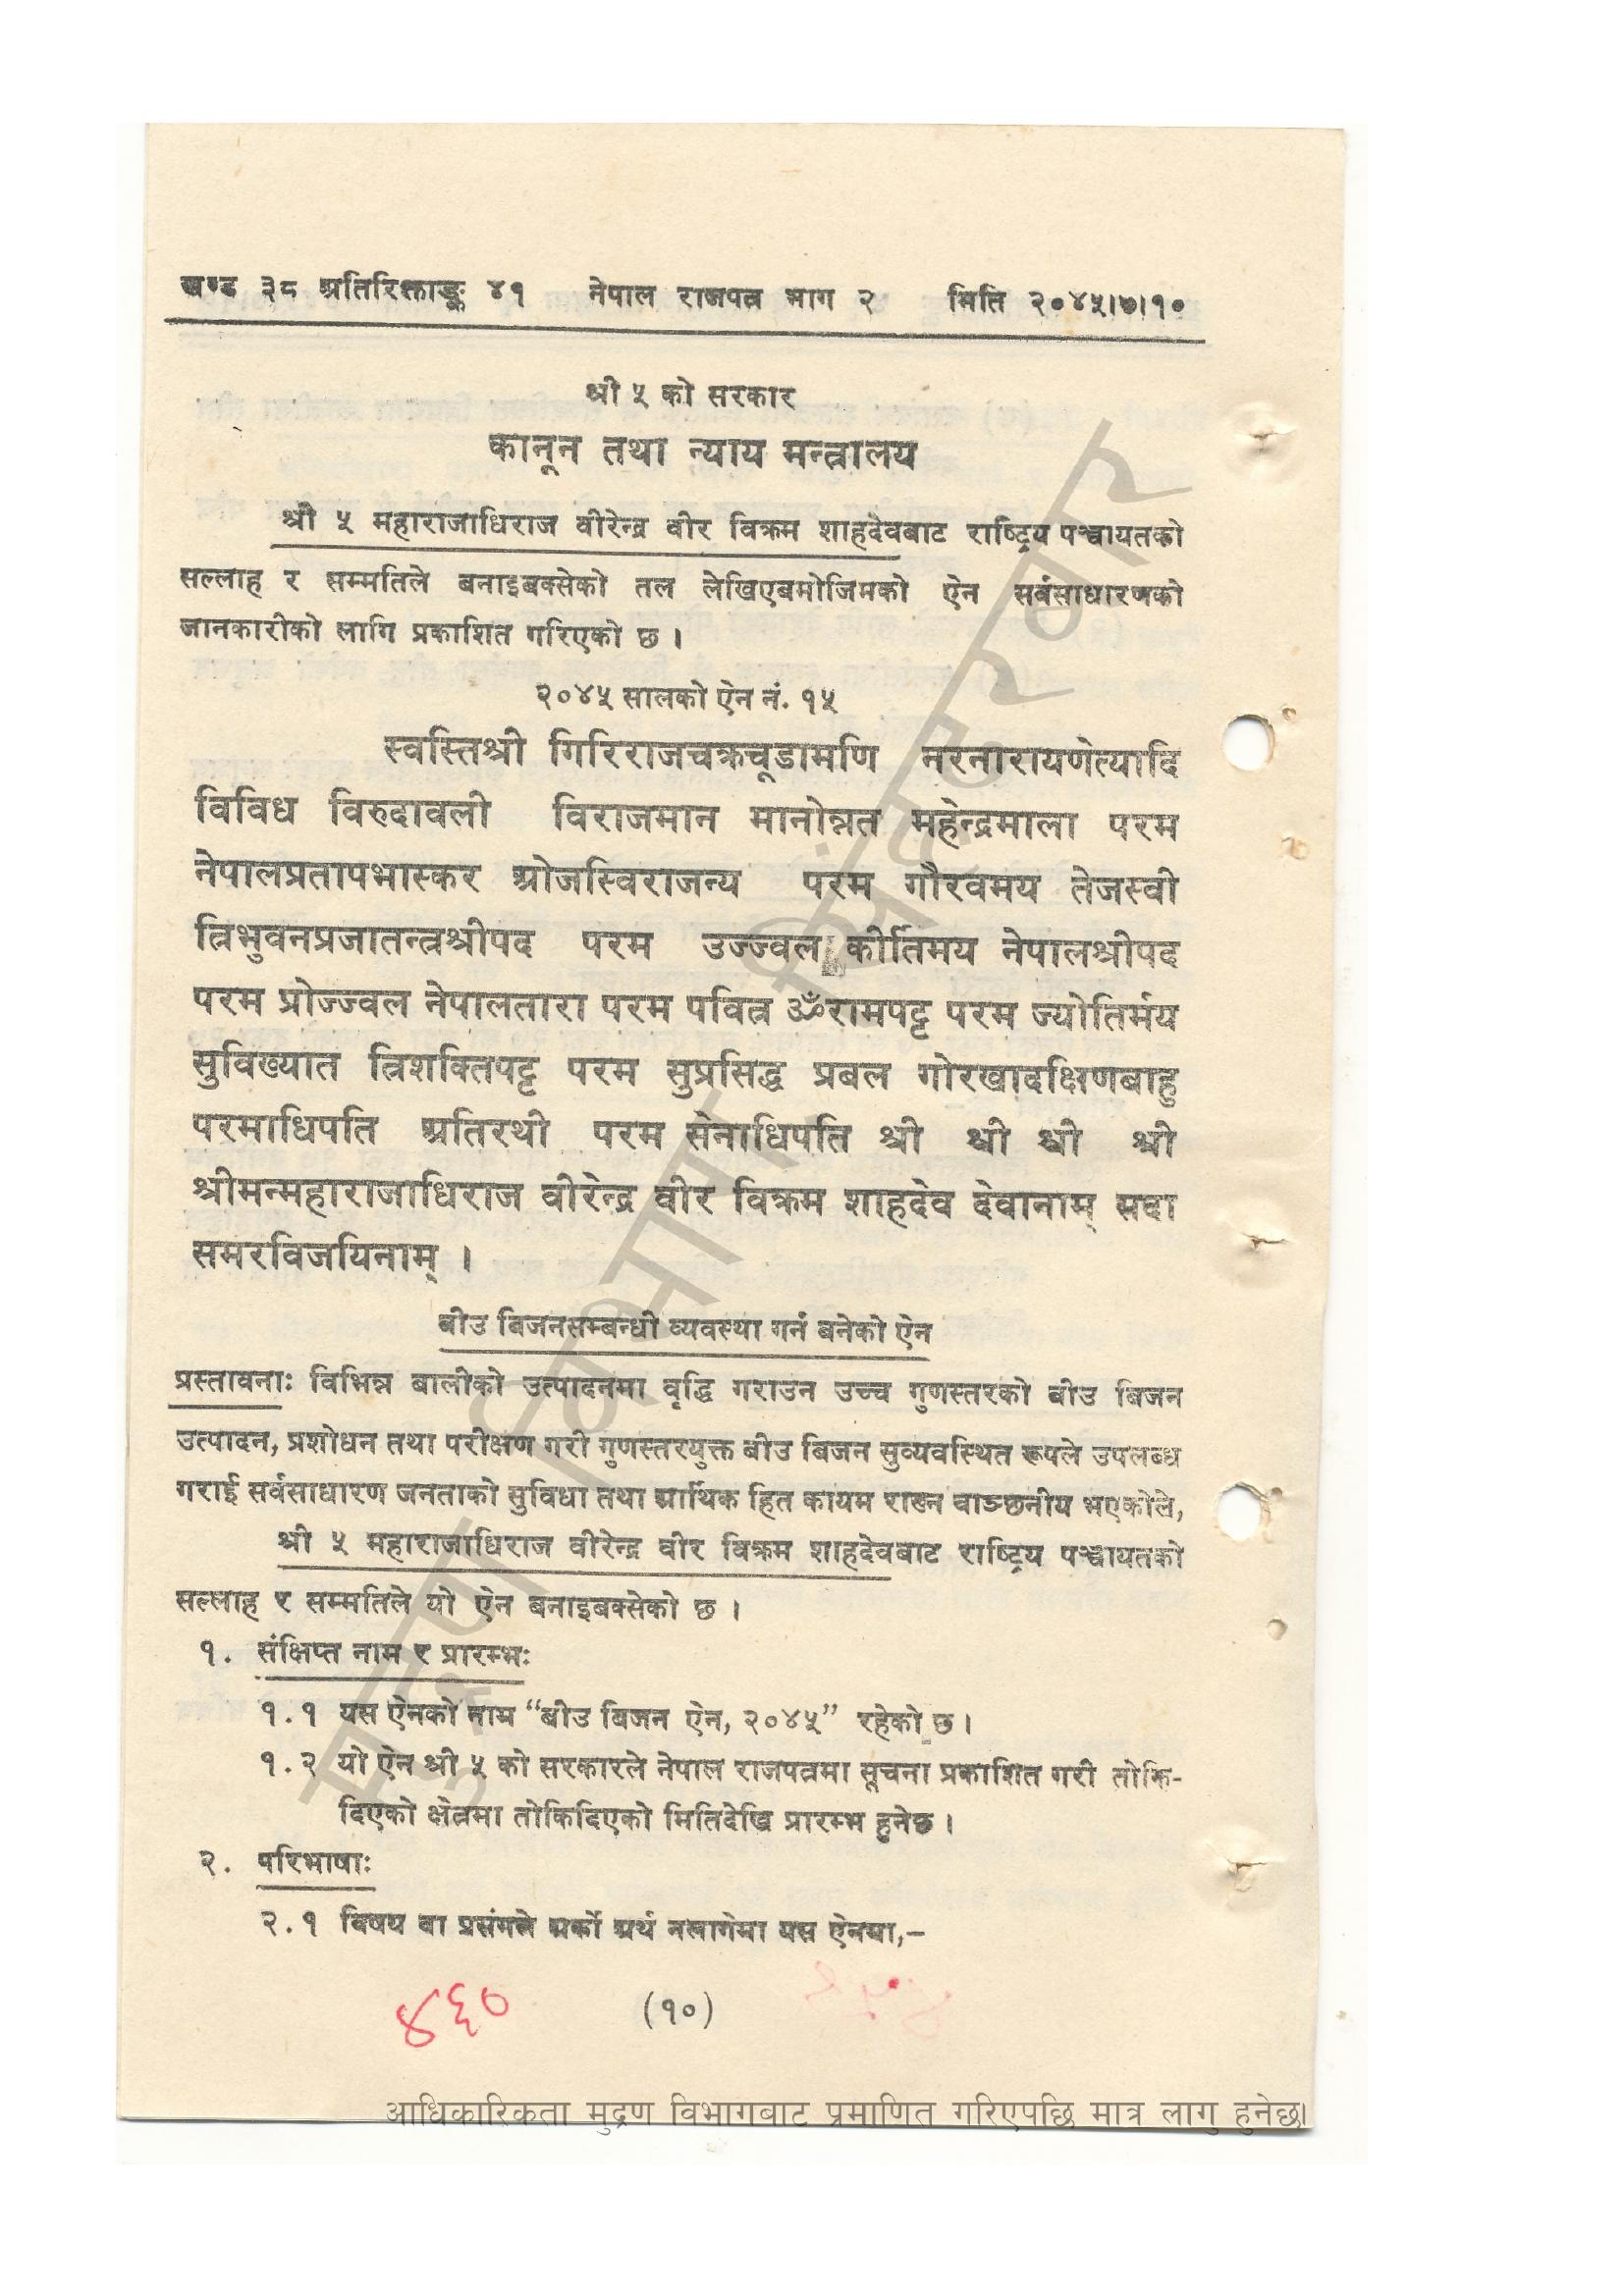 खण्ड ३८ अतिरिक्ताङ्क ४१ नेपाल राजपत्र भाग २ मिति २०४५।७।१०
श्री ५ को सरकार
कानून तथा न्याय मन्त्रालय
श्री ५ महाराजाधिराज वीरेन्द्र वीर विक्रम शाहदेवबाट राष्ट्रिय पञ्चायतको
सल्लाह र सम्मतिले बनाइबक्सेको तल लेखिएबमोजिमको ऐन सर्वसाधारणको
जानकारीको लागि प्रकाशित गरिएको छ ।
२०४५ सालको ऐन नं. १५
स्वस्तिश्री गिरिराजचक्रचूडामणि नरनारायणेत्यादि
विविध विरुदावली विराजमान मानोन्नत महेन्द्रमाला परम
नेपालप्रतापभास्कर ओजस्विराजन्य परम गौरवमय तेजस्वी
त्रिभुवनप्रजातन्त्रश्रीपद परम उज्ज्वल कीर्तिमय नेपालश्रीपद
परम प्रोज्ज्वल नेपालतारा परम पवित्र ॐरामपट्ट परम ज्योतिर्मय
सुविख्यात त्रिशक्तिपट्ट परम सुप्रसिद्ध प्रबल गोरखादक्षिणबाहु
परमाधिपति अतिरथी परम सेनाधिपति श्री श्री श्री श्री
श्रीमन्महाराजाधिराज वीरेन्द्र वीर विक्रम शाहदेव देवानाम् सदा
समरविजयिनाम् ।
बीउ बिजनसम्बन्धी व्यवस्था गर्न बनेको ऐन
प्रस्तावनाः विभिन्न बालीको उत्पादनमा वृद्धि गराउन उच्च गुणस्तरको बीउ बिजन
उत्पादन, प्रशोधन तथा परीक्षण गरी गुणस्तरयुक्त बीउ बिजन सुव्यवस्थित रूपले उपलब्ध
गराई सर्वसाधारण जनताको सुविधा तथा आर्थिक हित कायम राख्न वाञ्छनीय भएकोले,
श्री ५ महाराजाधिराज वीरेन्द्र वीर विक्रम शाहदेवबाट राष्ट्रिय पञ्चायतको
सल्लाह र सम्मतिले यो ऐन बनाइबक्सेको छ ।
१. संक्षिप्त नाम र प्रारम्भः
१.१ यस ऐनको नाम “बीउ बिजन ऐन, २०४५” रहेको छ ।
१.२ यो ऐन श्री ५ को सरकारले नेपाल राजपत्रमा सूचना प्रकाशित गरी तोकि-
दिएको क्षेत्रमा तोकिदिएको मितिदेखि प्रारम्भ हुनेछ ।
२. परिभाषाः
२.१ विषय वा प्रसंगले अर्को अर्थ नलागेमा यस ऐनमा,–
४६०
(१०)
मुद्रण विभाग, सिंहदरबार
आधिकारिकता मुद्रण विभागबाट प्रमाणित गरिएपछि मात्र लागु हुनेछ।